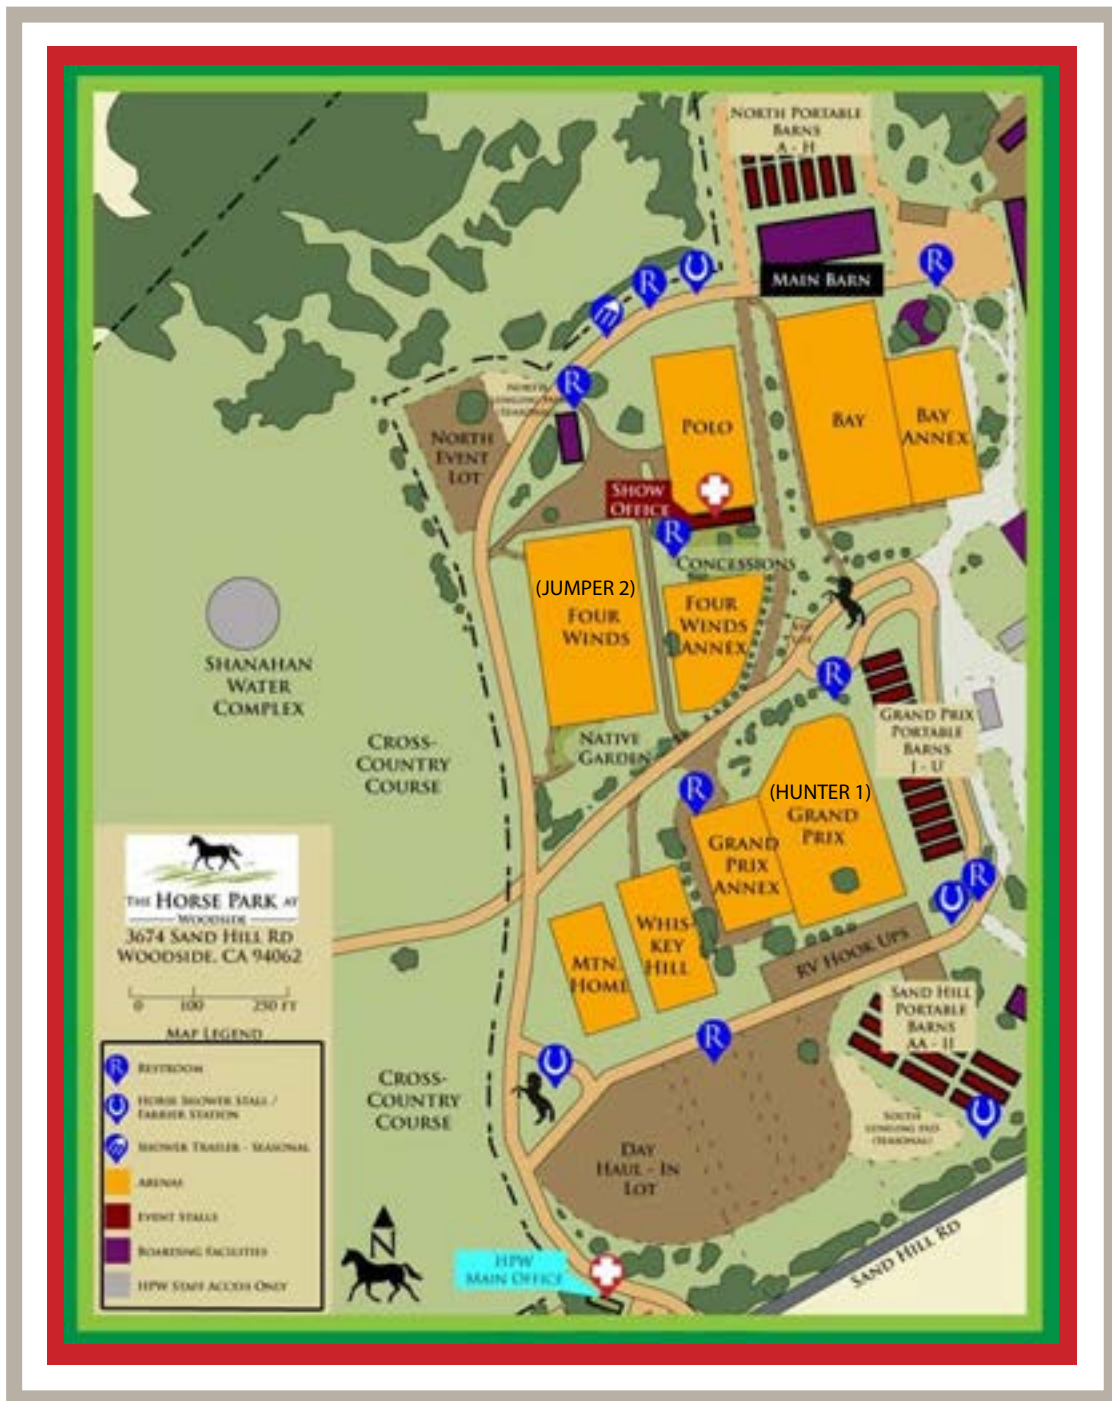 NORTH PORTABLE
BARNS
A - H
R
MAIN BARN
R
R
NORTH
EVENT
LOT
POLO
BAY
BAY
ANNEX
SHOW
OFFICE
R
CONCESSIONS
(JUMPER 2)
FOUR
WINDS
FOUR
WINDS
ANNEX
SHANAHAN
WATER
COMPLEX
R
GRAND PRIX
PORTABLE
BARNS
J - U
CROSS-
COUNTRY
COURSE
NATIVE
GARDEN
R
(HUNTER 1)
GRAND
PRIX
GRAND
PRIX
ANNEX
R
THE HORSE PARK AT
WOODSIDE
3674 SAND HILL RD
WOODSIDE, CA 94062
0 100 250 FT
WHIS-
KEY
HILL
MTN.
HOME
RV HOOK UPS
SAND HILL
PORTABLE
BARNS
R
CROSS-
COUNTRY
COURSE
SOUTH
LONGING PAD
(SEASONAL)
DAY
HAUL - IN
LOT
SAND HILL RD
N
HPW
MAIN OFFICE
MAP LEGEND
R RESTROOM
HORSE SHOWER STALL /
FARRIER STATION
SHOWER TRAILER - SEASONAL
ARENAS
EVENT STALLS
BOARDING FACILITIES
HPW STAFF ACCESS ONLY